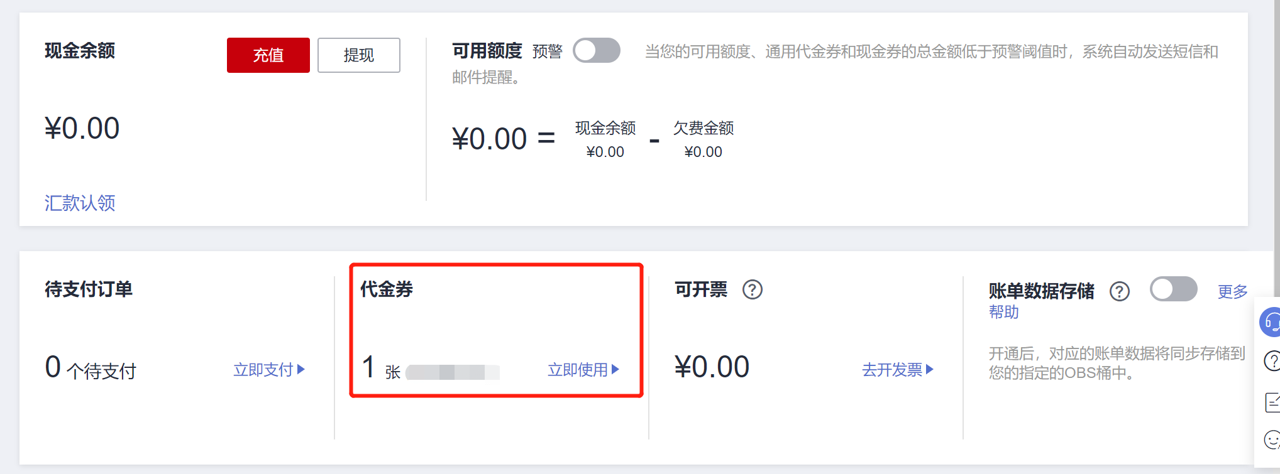 现金余额
充值
提现
¥0.00
汇款认领
可用额度 预警 当您的可用额度、通用代金券和现金券的总金额低于预警阈值时，系统自动发送短信和
邮件提醒。
¥0.00 = 现金余额 - 欠费金额
¥0.00 ¥0.00
待支付订单
0 个待支付 立即支付
代金券
1 张 立即使用
可开票 ?
¥0.00 去开发票
账单数据存储 ? 更多
帮助
开通后，对应的账单数据将同步存储到
您的指定的OBS桶中。